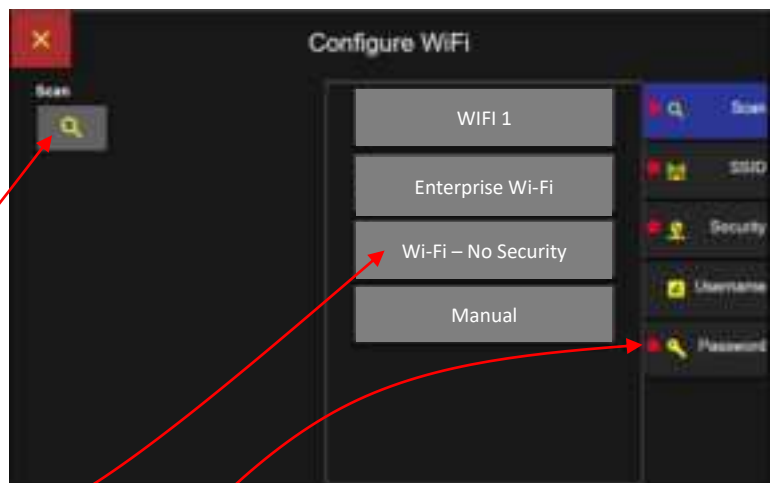 Configure WiFi
Scan
WIFI 1
Enterprise Wi-Fi
Wi-Fi – No Security
Manual
Scan
SSID
Security
Username
Password